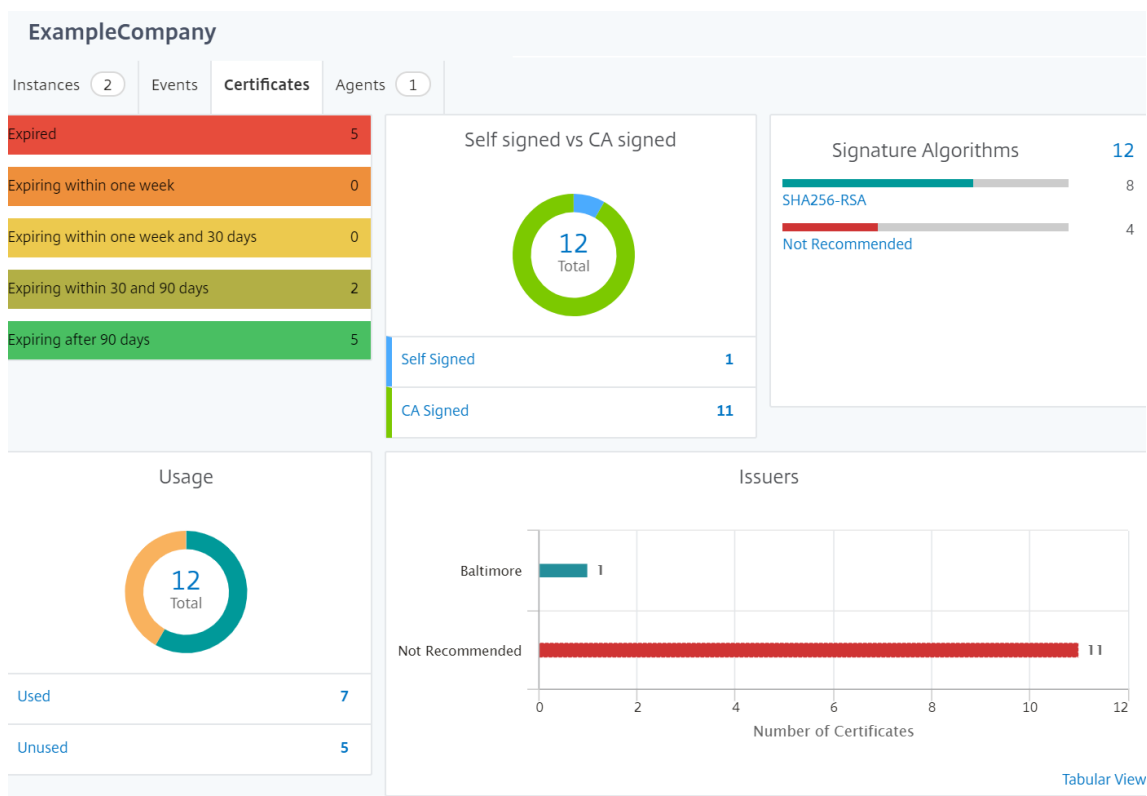 ExampleCompany
Instances 2 Events Certificates Agents 1
Expired 5
Expiring within one week 0
Expiring within one week and 30 days 0
Expiring within 30 and 90 days 2
Expiring after 90 days 5
Self signed vs CA signed
12
Total
Self Signed 1
CA Signed 11
Signature Algorithms 12
8
SHA256-RSA
4
Not Recommended
Usage
12
Total
Used 7
Unused 5
Issuers
Baltimore 1
Not Recommended 11
0 2 4 6 8 10 12
Number of Certificates
Tabular View